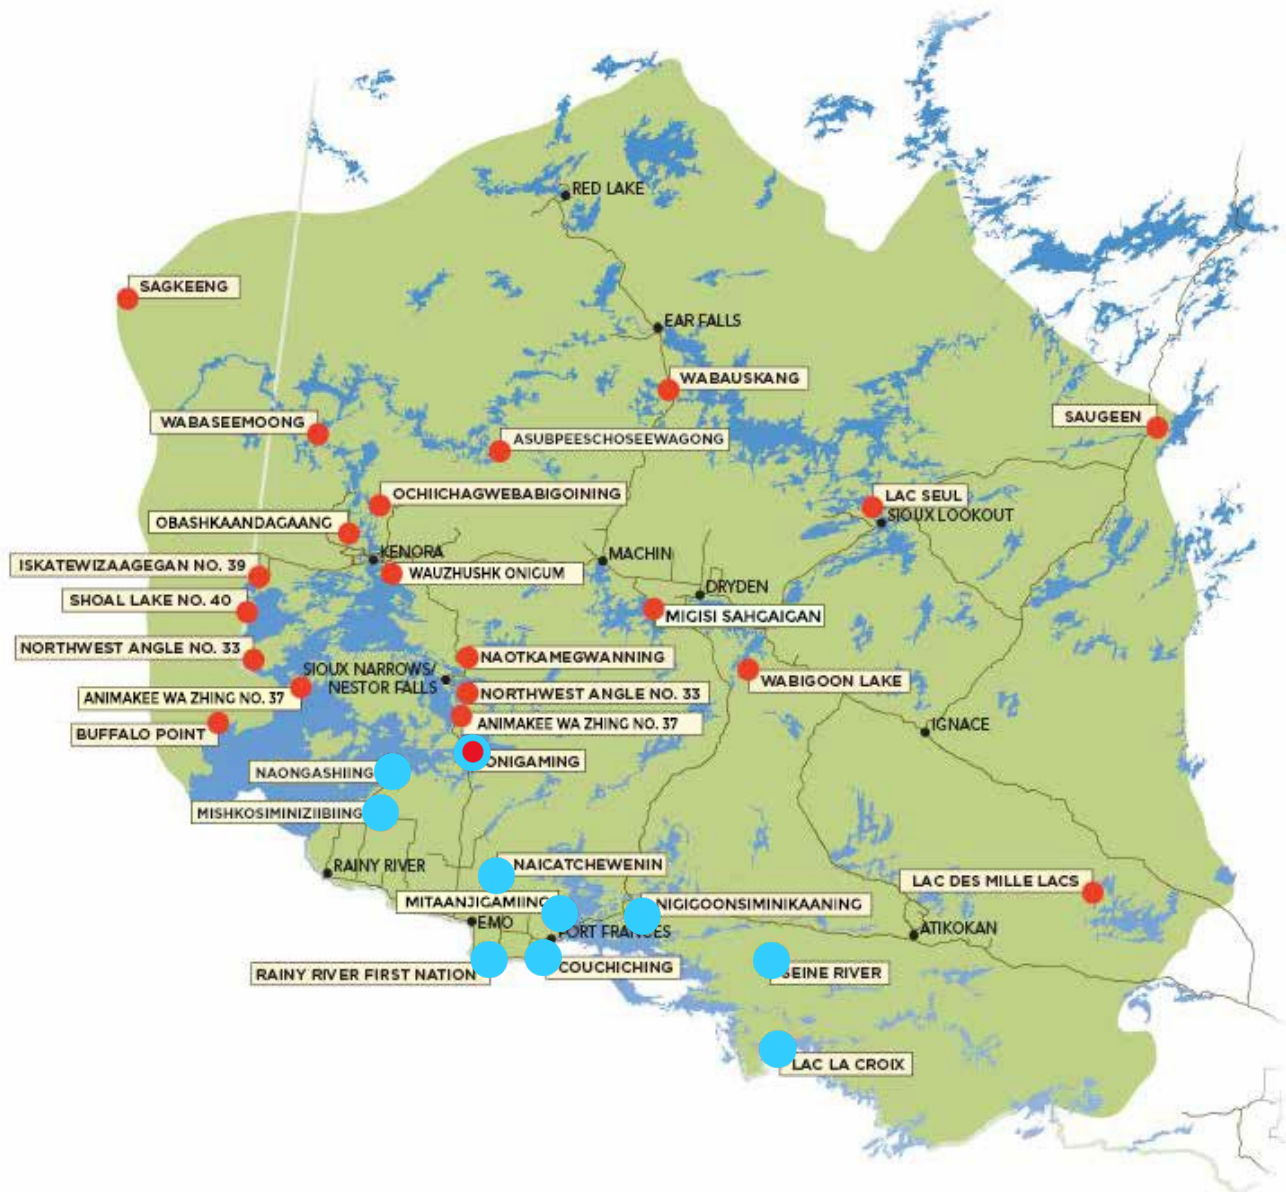 RED LAKE
SAGKEENG
EAR FALLS
WABAUSKANG
WABASEEMOONG
SAUGEEN
ASUBPEESCHOSEEWAGONG
OCHIICHAGWEBABIGOINING
LAC SEUL
SIOUX LOOKOUT
OBASHKAANDAGAANG
KENORA
MACHIN
ISKATEWIZAAGEGAN NO. 39
WAUZHUSHK ONIGUM
DRYDEN
SHOAL LAKE NO. 40
MIGISI SAHGAIGAN
NORTHWEST ANGLE NO. 33
NAOTKAMEGWANNING
SIOUX NARROWS/
NESTOR FALLS
WABIGOON LAKE
ANIMAKEE WA ZHING NO. 37
NORTHWEST ANGLE NO. 33
ANIMAKEE WA ZHING NO. 37
IGNACE
BUFFALO POINT
ONIGAMING
NAONGASHIING
MISHKOSIMINIZIIBIING
RAINY RIVER
NAICATCHEWENIN
LAC DES MILLE LACS
MITAANJIGAMIING
NIGIGOONSIMINIKAANING
EMO
FORT FRANCES
ATIKOKAN
RAINY RIVER FIRST NATION
COUCHICHING
SEINE RIVER
LAC LA CROIX